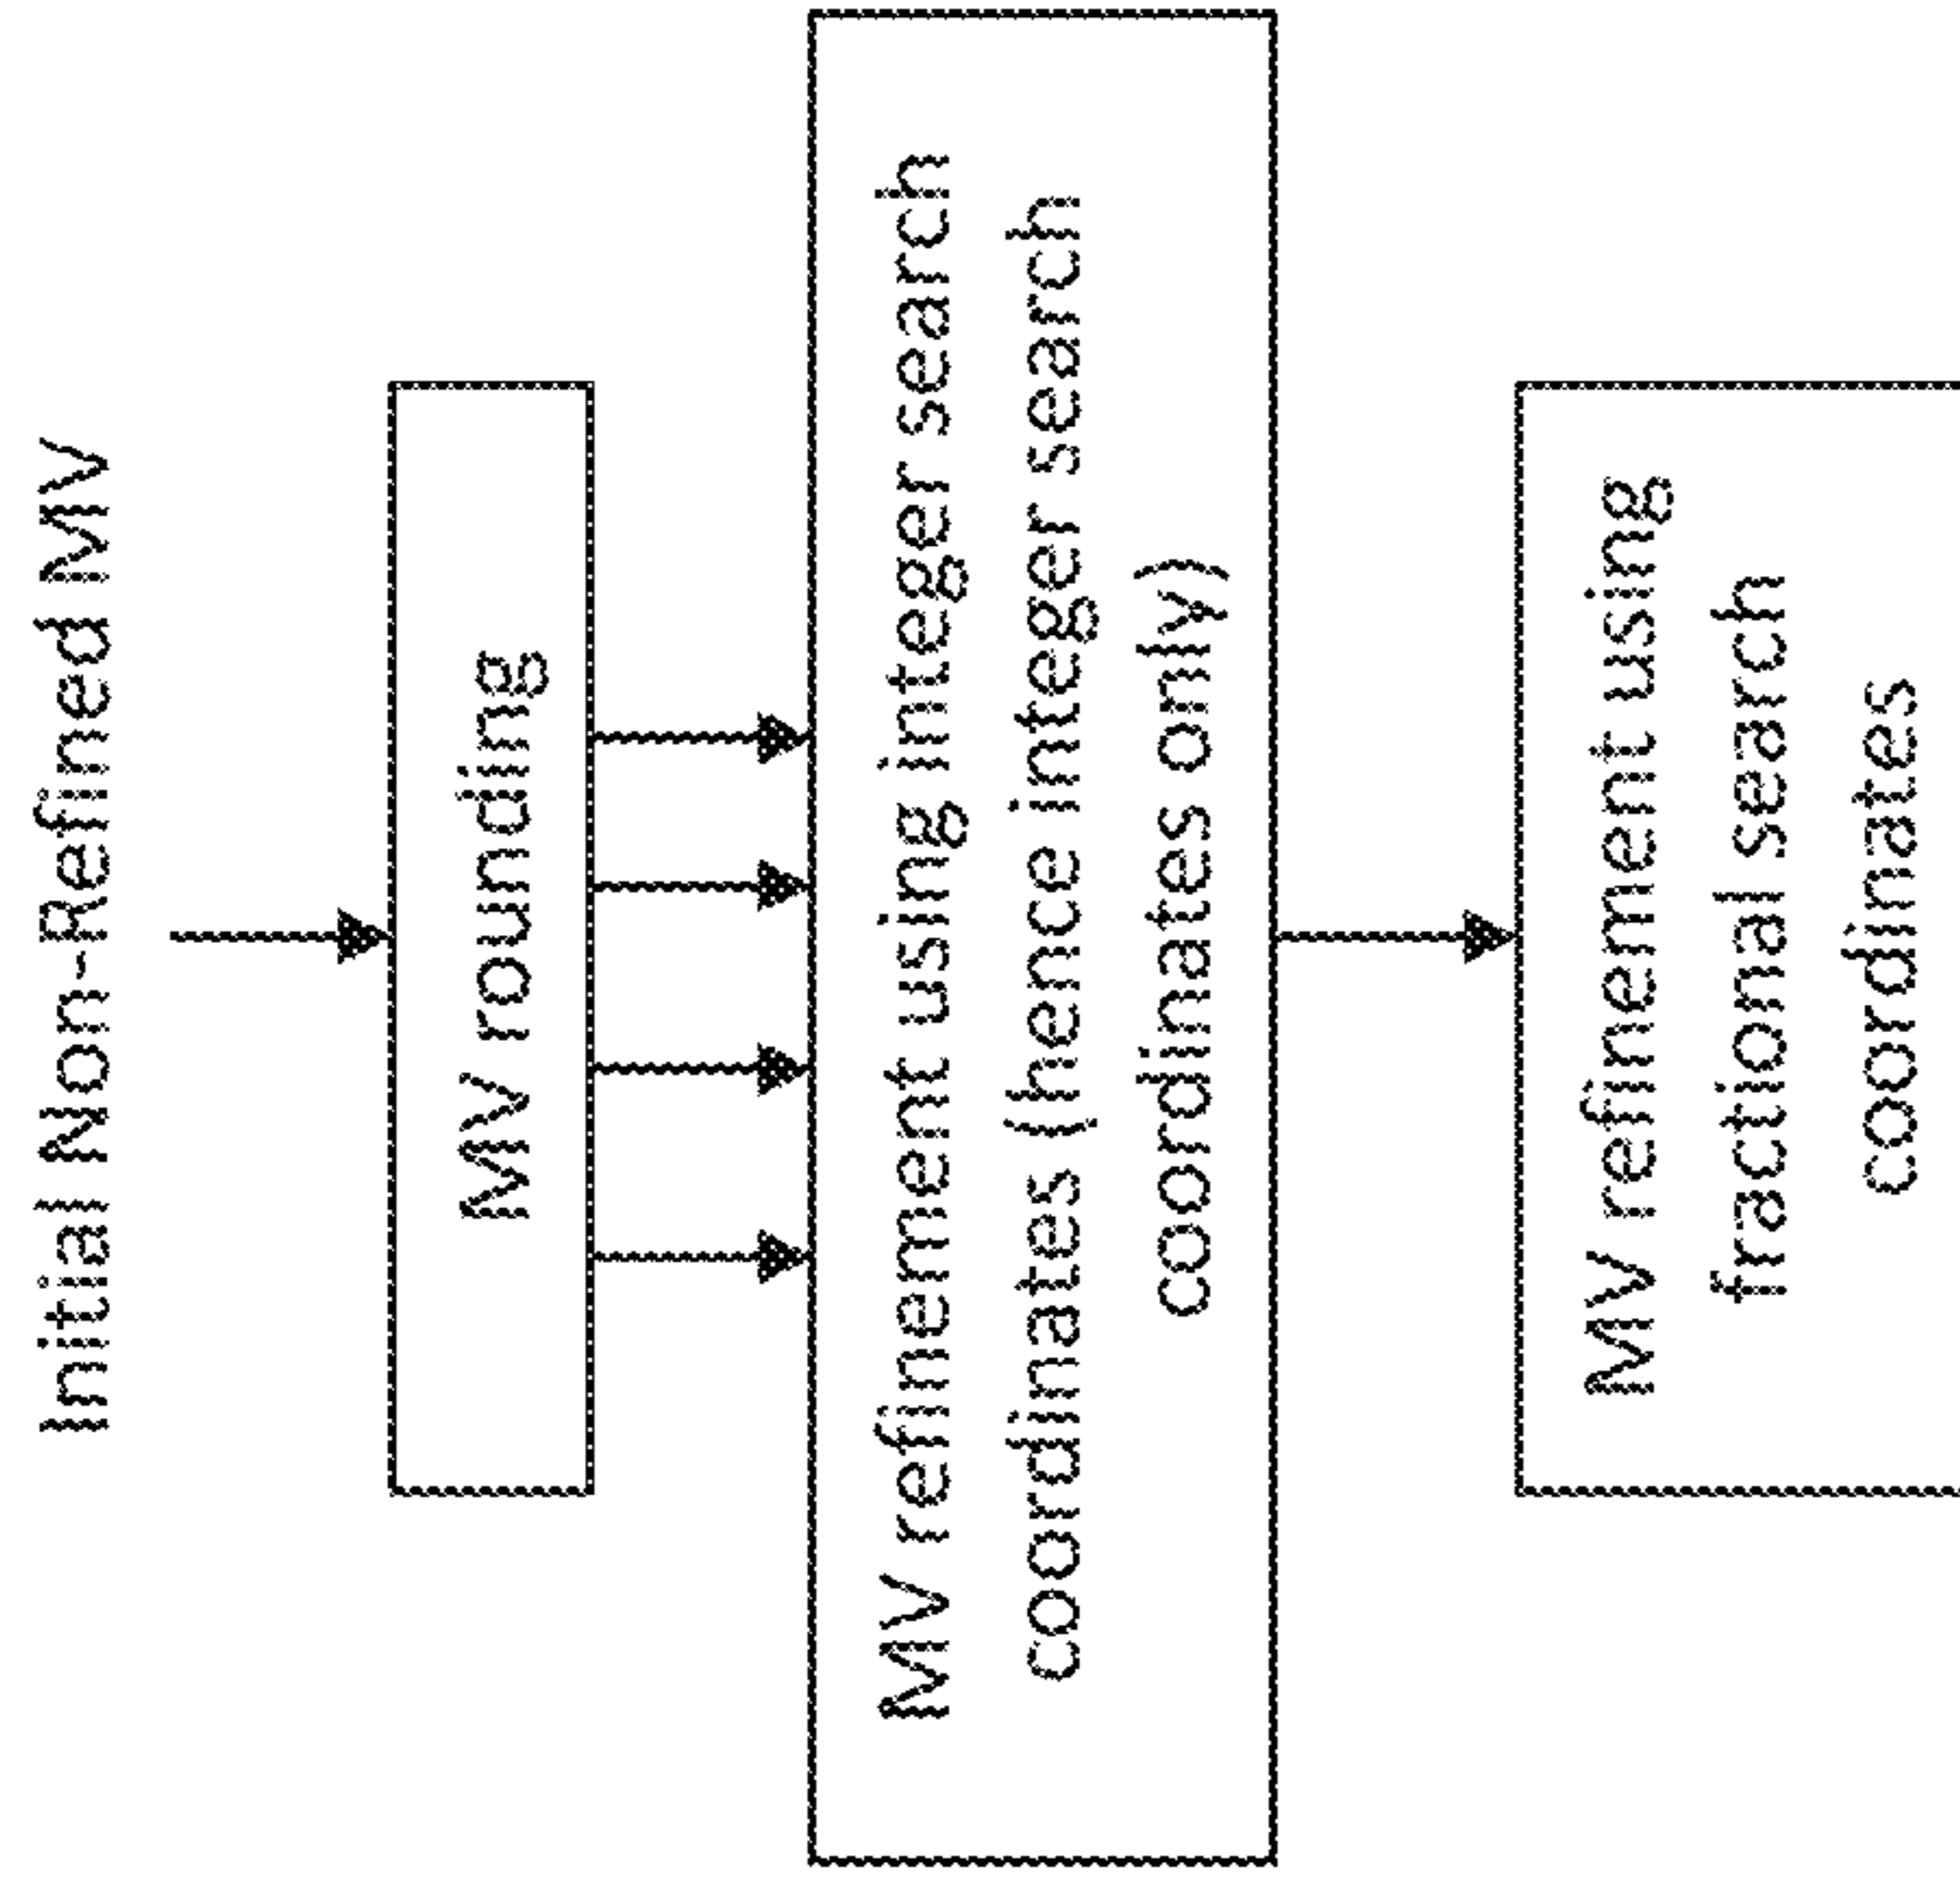 Initial Non-Refined MV
MV rounding
MV refinement using integer search
coordinates (hence integer search
coordinates only)
MV refinement using
fractional search
coordinates